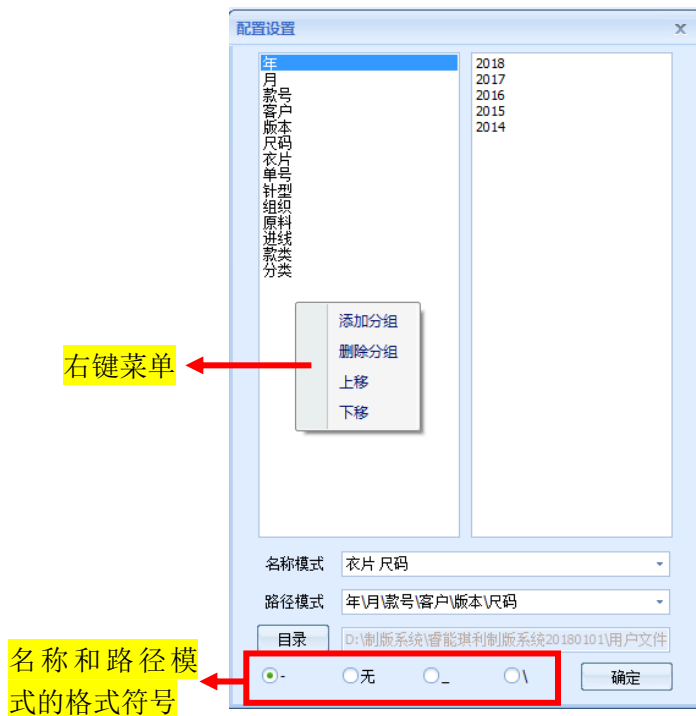 配置设置 x
年
月
款号
客户
版本
尺码
衣片
单号
针型
组织
原料
进线
款类
分类
2018
2017
2016
2015
2014
添加分组
删除分组
上移
下移
右键菜单
名称模式 衣片 尺码
路径模式 年\月\款号\客户\版本\尺码
目录 D:\制版系统\睿能琪利制版系统20180101\用户文件
- 无 _ \ 确定
名称和路径模
式的格式符号